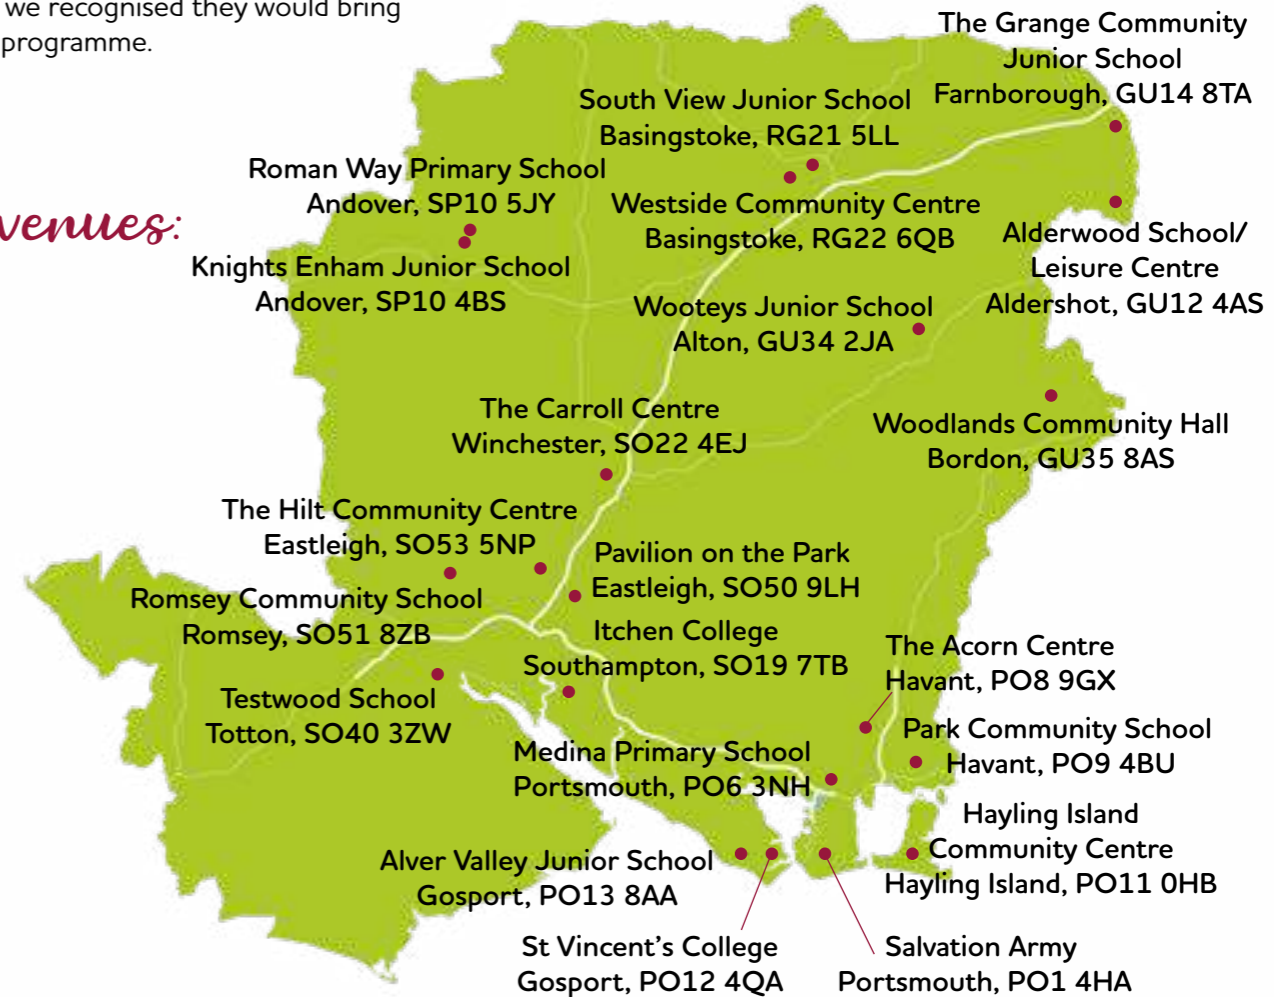 we recognised they would bring
programme.
venues:
The Grange Community
Junior School
Farnborough, GU14 8TA
South View Junior School
Basingstoke, RG21 5LL
Roman Way Primary School
Andover, SP10 5JY
Westside Community Centre
Basingstoke, RG22 6QB
Alderwood School/
Leisure Centre
Aldershot, GU12 4AS
Knights Enham Junior School
Andover, SP10 4BS
Wooteys Junior School
Alton, GU34 2JA
The Carroll Centre
Winchester, SO22 4EJ
Woodlands Community Hall
Bordon, GU35 8AS
The Hilt Community Centre
Eastleigh, SO53 5NP
Pavilion on the Park
Eastleigh, SO50 9LH
Romsey Community School
Romsey, SO51 8ZB
Itchen College
Southampton, SO19 7TB
The Acorn Centre
Havant, PO8 9GX
Testwood School
Totton, SO40 3ZW
Park Community School
Havant, PO9 4BU
Medina Primary School
Portsmouth, PO6 3NH
Hayling Island
Community Centre
Hayling Island, PO11 0HB
Alver Valley Junior School
Gosport, PO13 8AA
St Vincent's College
Gosport, PO12 4QA
Salvation Army
Portsmouth, PO1 4HA